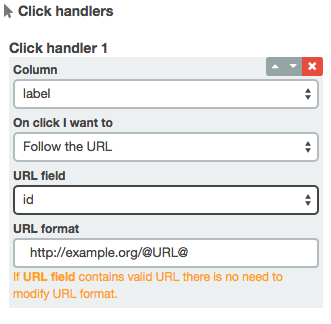 Click handlers
Click handler 1
Column
label
On click I want to
Follow the URL
URL field
id
URL format
http://example.org/@URL@
If URL field contains valid URL there is no need to
modify URL format.